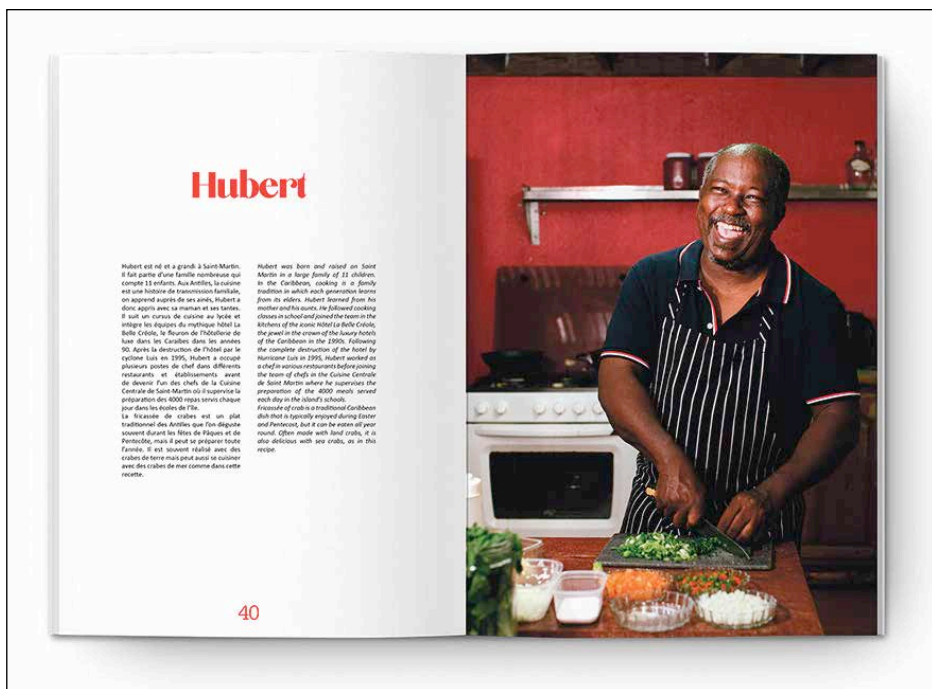 Hubert
Hubert est né et a grandi à Saint-Martin.
Il fait partie d'une famille nombreuse qui
compte 11 enfants. Aux Antilles, la cuisine
est une histoire de transmission familiale,
on apprend auprès de ses ainés, Hubert a
donc appris avec sa maman et ses tantes.
Il suit un cursus de cuisine au lycée et
intègre les équipes du mythique hôtel La
Belle Créole, le fleuron de l'hôtellerie de
luxe dans les Caraïbes dans les années
90. Après la destruction de l'hôtel par le
cyclone Luis en 1995, Hubert a occupé
plusieurs postes de chef dans différents
restaurants et établissements avant
de devenir l'un des chefs de la Cuisine
Centrale de Saint-Martin où il supervise la
préparation des 4000 repas servis chaque
jour dans les écoles de l'île.
La fricassée de crabes est un plat
traditionnel des Antilles que l'on déguste
souvent durant les fêtes de Pâques et de
Pentecôte, mais il peut se préparer toute
l'année. Il est souvent réalisé avec des
crabes de terre mais peut aussi se cuisiner
avec des crabes de mer comme dans cette
recette.
Hubert was born and raised on Saint
Martin in a large family of 11 children.
In the Caribbean, cooking is a family
tradition in which each generation learns
from its elders. Hubert learned from his
mother and his aunts. He followed cooking
classes in school and joined the team in the
kitchens of the iconic Hôtel La Belle Créole,
the jewel in the crown of the luxury hotels
of the Caribbean in the 1990s. Following
the complete destruction of the hotel by
Hurricane Luis in 1995, Hubert worked as
a chef in various restaurants before joining
the team of chefs in the Cuisine Centrale
de Saint Martin where he supervises the
preparation of the 4000 meals served
each day in the island's schools.
Fricassée of crab is a traditional Caribbean
dish that is typically enjoyed during Easter
and Pentecost, but it can be eaten all year
round. Often made with land crabs, it is
also delicious with sea crabs, as in this
recipe.
40